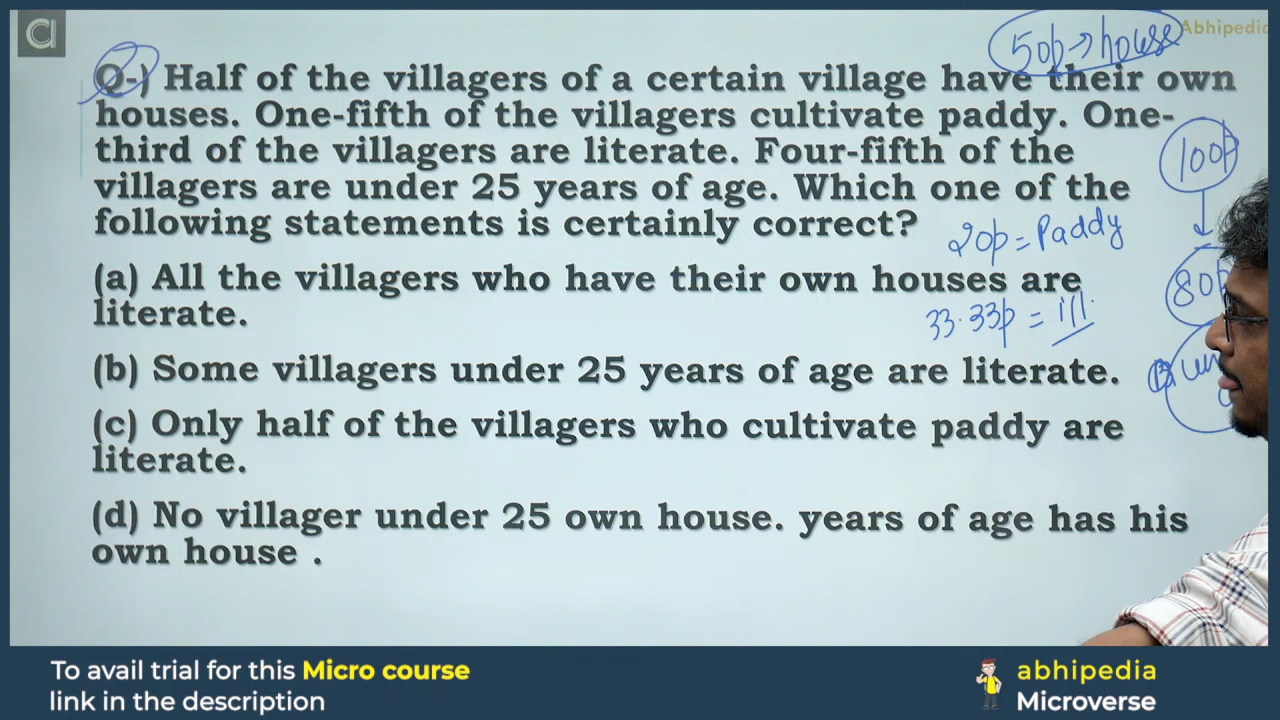 Abhipedia
50p → house
Q-) Half of the villagers of a certain village have their own
houses. One-fifth of the villagers cultivate paddy. One-
third of the villagers are literate. Four-fifth of the
villagers are under 25 years of age. Which one of the
following statements is certainly correct?
100p
20p = Paddy
(a) All the villagers who have their own houses are
literate.
80p
33.33p = ill.
(b) Some villagers under 25 years of age are literate.
(c) Only half of the villagers who cultivate paddy are
literate.
(d) No villager under 25 own house. years of age has his
own house .
To avail trial for this Micro course
link in the description
abhipedia
Microverse